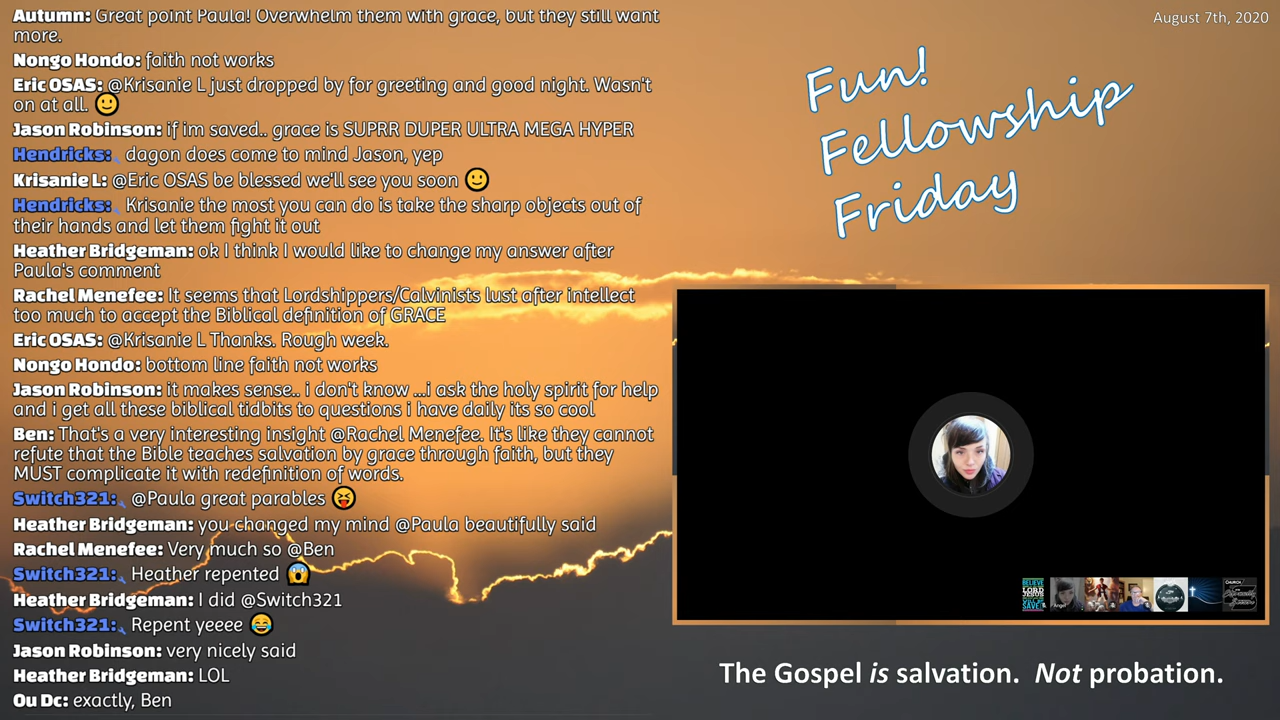 Autumn: Great point Paula! Overwhelm them with grace, but they still want
more.
Nongo Hondo: faith not works
Eric OSAS: @Krisanie L just dropped by for greeting and good night. Wasn't
on at all. 🙂
Jason Robinson: if im saved.. grace is SUPRR DUPER ULTRA MEGA HYPER
Hendricks: dagon does come to mind Jason, yep
Krisanie L: @Eric OSAS be blessed we'll see you soon 🙂
Hendricks: Krisanie the most you can do is take the sharp objects out of
their hands and let them fight it out
Heather Bridgeman: ok I think I would like to change my answer after
Paula's comment
Rachel Menefee: It seems that Lordshippers/Calvinists lust after intellect
too much to accept the Biblical definition of GRACE
Eric OSAS: @Krisanie L Thanks. Rough week.
Nongo Hondo: bottom line faith not works
Jason Robinson: it makes sense.. i don't know ...i ask the holy spirit for help
and i get all these biblical tidbits to questions i have daily its so cool
Ben: That's a very interesting insight @Rachel Menefee. It's like they cannot
refute that the Bible teaches salvation by grace through faith, but they
MUST complicate it with redefinition of words.
Switch321: @Paula great parables 😝
Heather Bridgeman: you changed my mind @Paula beautifully said
Rachel Menefee: Very much so @Ben
Switch321: Heather repented 😱
Heather Bridgeman: I did @Switch321
Switch321: Repent yeeee 😂
Jason Robinson: very nicely said
Heather Bridgeman: LOL
Ou Dc: exactly, Ben
August 7th, 2020
Fun!
Fellowship
Friday
BELIEVE
LORD
JESUS
SAVE
Angel
CHURCH
The Gospel is salvation. Not probation.